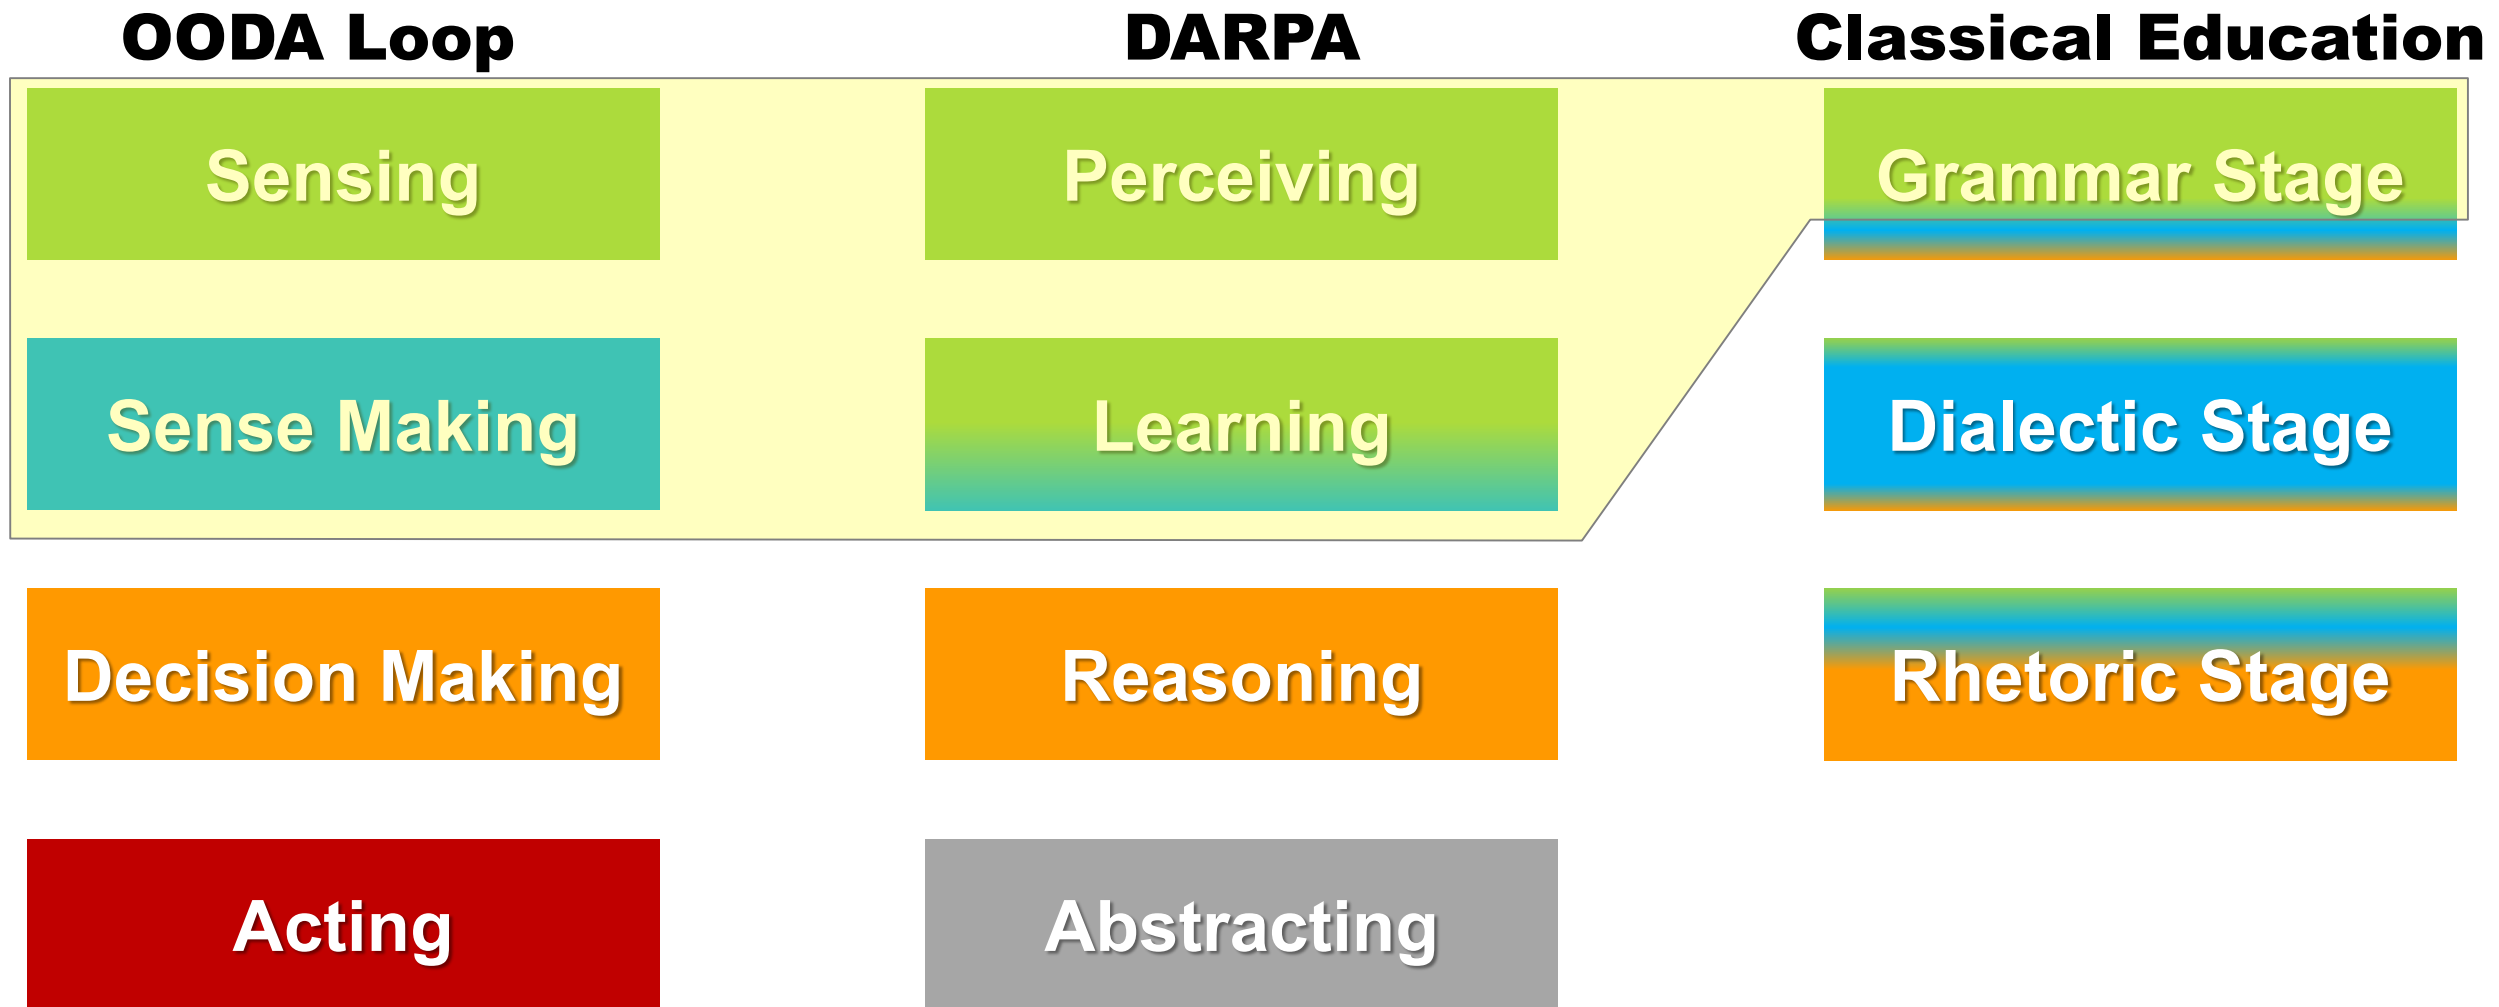 OODA Loop
DARPA
Classical Education
Sensing
Perceiving
Grammar Stage
Sense Making
Learning
Dialectic Stage
Decision Making
Reasoning
Rhetoric Stage
Acting
Abstracting